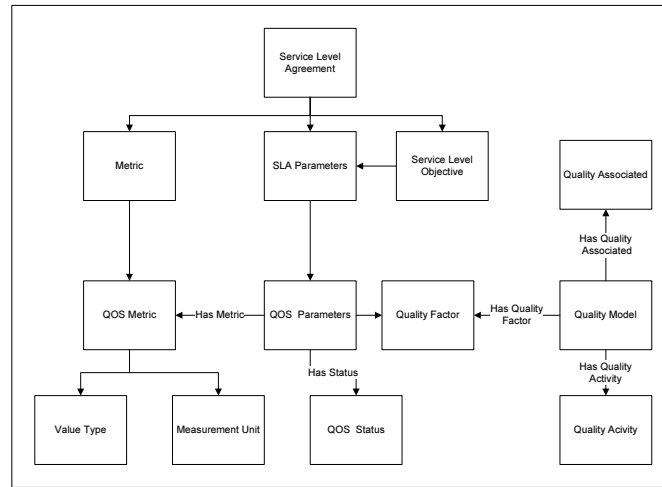 Service Level
Agreement
Metric
SLA Parameters
Service Level
Objective
Quality Associated
Has Quality
Associated
QOS Metric
Has Metric
QOS Parameters
Quality Factor
Has Quality
Factor
Quality Model
Has Status
Has Quality
Activity
Value Type
Measurement Unit
QOS Status
Quality Acivity